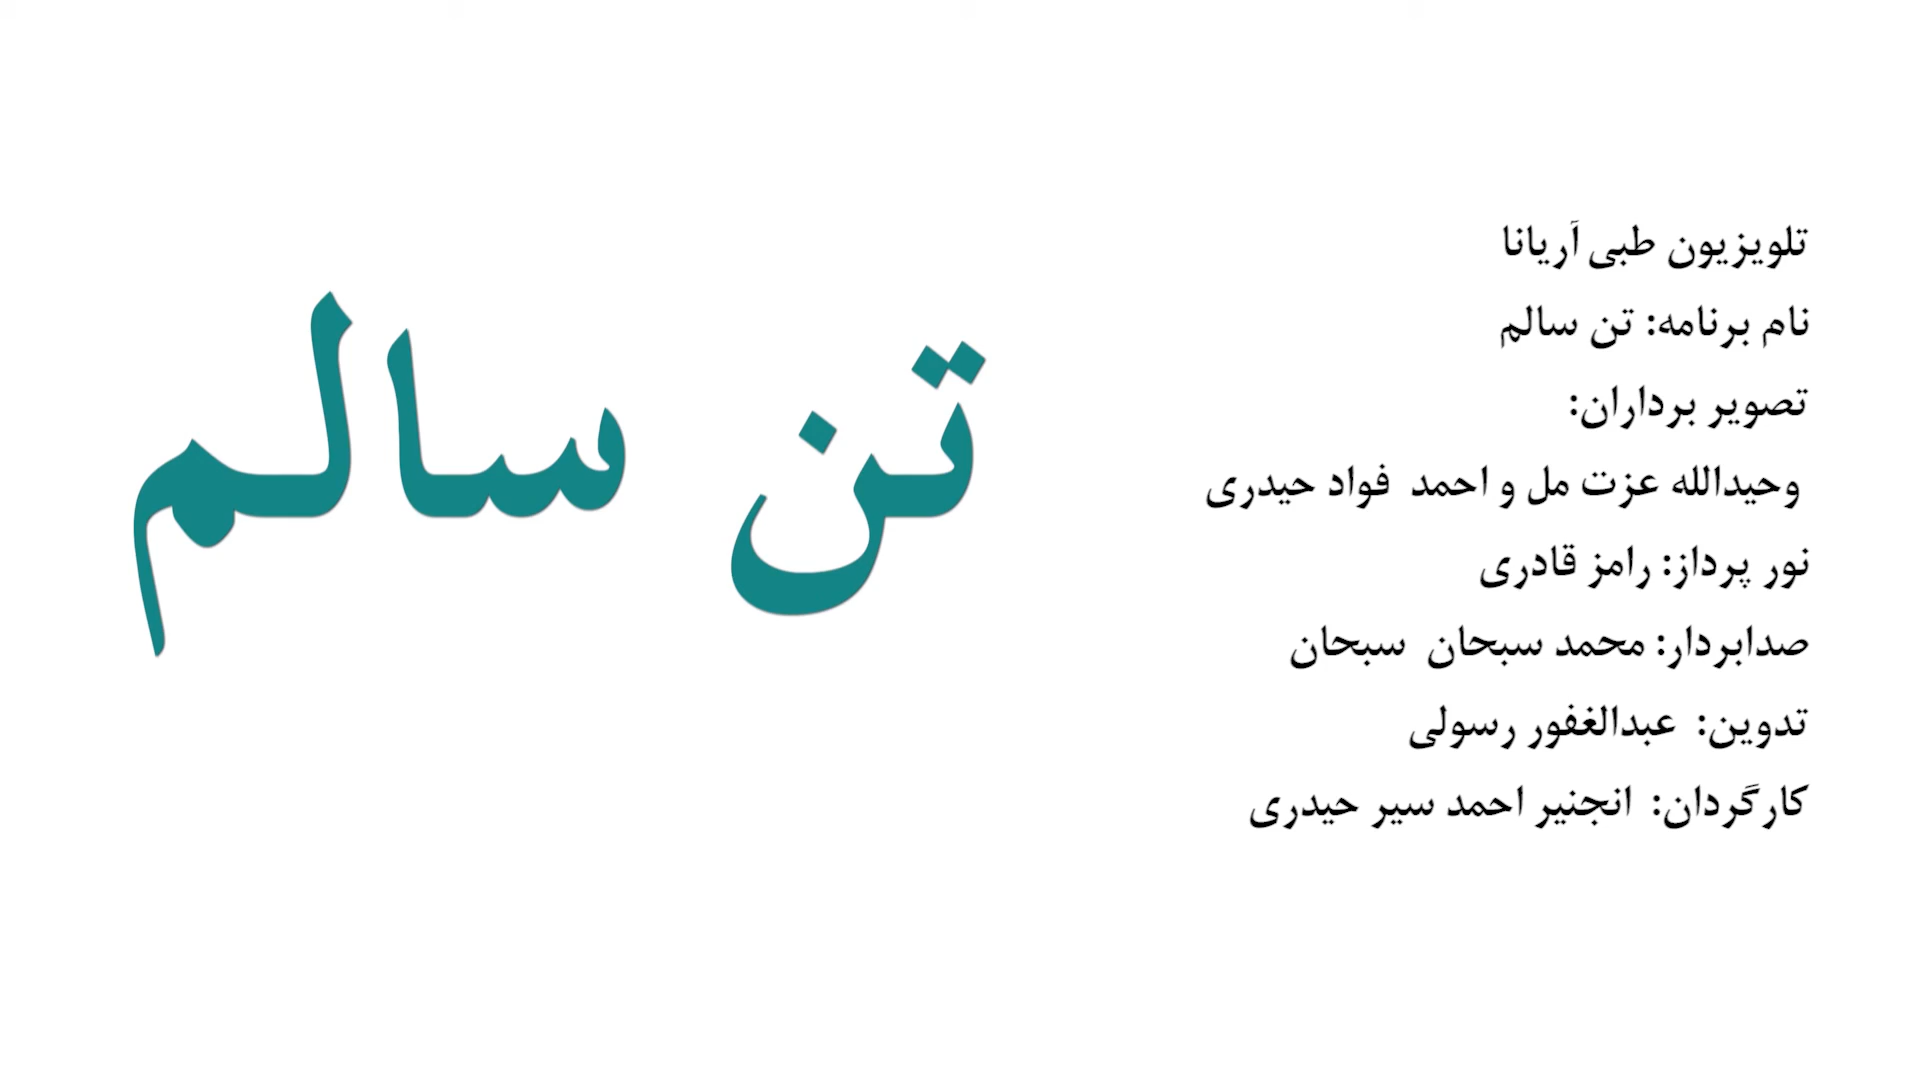 تن سالم
تلویزیون طبی آریانا
نام برنامه: تن سالم
تصویر برداران:
وحیدالله عزت مل و احمد فواد حیدری
نور پرداز: رامز قادری
صدابردار: محمد سبحان سبحان
تدوین: عبدالغفور رسولی
کارگردان: انجنیر احمد سیر حیدری